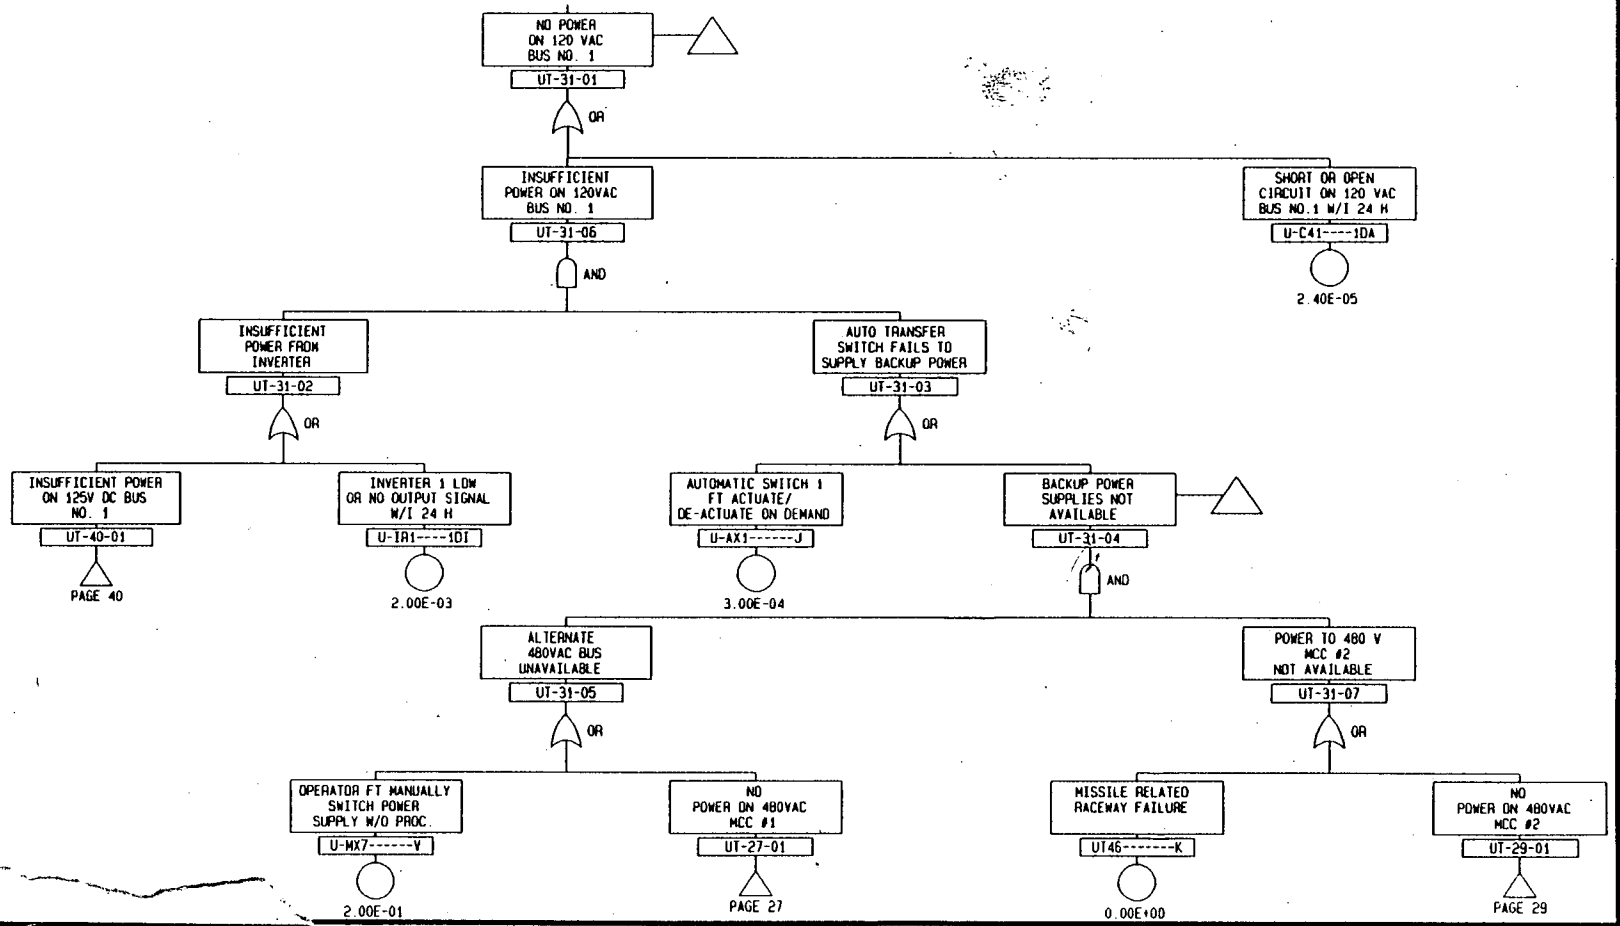 NO POWER
ON 120 VAC
BUS NO. 1
UT-31-01
OR
INSUFFICIENT
POWER ON 120VAC
BUS NO. 1
UT-31-06
AND
SHORT OR OPEN
CIRCUIT ON 120 VAC
BUS NO.1 W/I 24 H
U-C41----1DA
2.40E-05
INSUFFICIENT
POWER FROM
INVERTER
UT-31-02
OR
AUTO TRANSFER
SWITCH FAILS TO
SUPPLY BACKUP POWER
UT-31-03
OR
INSUFFICIENT POWER
ON 125V DC BUS
NO. 1
UT-40-01
PAGE 40
INVERTER 1 LOW
OR NO OUTPUT SIGNAL
W/I 24 H
U-IR1----1DI
2.00E-03
AUTOMATIC SWITCH 1
FT ACTUATE/
DE-ACTUATE ON DEMAND
U-AX1------J
3.00E-04
BACKUP POWER
SUPPLIES NOT
AVAILABLE
UT-31-04
AND
ALTERNATE
480VAC BUS
UNAVAILABLE
UT-31-05
OR
POWER TO 480 V
MCC #2
NOT AVAILABLE
UT-31-07
OR
OPERATOR FT MANUALLY
SWITCH POWER
SUPPLY W/O PROC.
U-MX7------V
2.00E-01
NO
POWER ON 480VAC
MCC #1
UT-27-01
PAGE 27
MISSILE RELATED
RACEWAY FAILURE
UT46-------K
0.00E+00
NO
POWER ON 480VAC
MCC #2
UT-29-01
PAGE 29